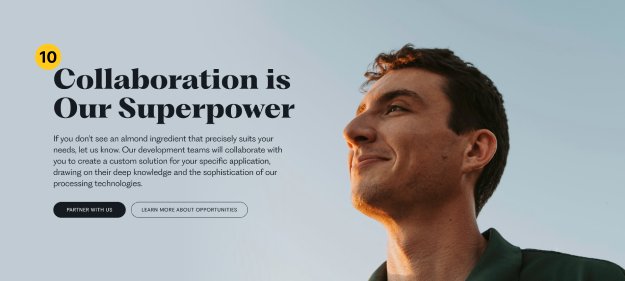 10
Collaboration is
Our Superpower
If you don't see an almond ingredient that precisely suits your
needs, let us know. Our development teams will collaborate with
you to create a custom solution for your specific application,
drawing on their deep knowledge and the sophistication of our
processing technologies.
PARTNER WITH US
LEARN MORE ABOUT OPPORTUNITIES